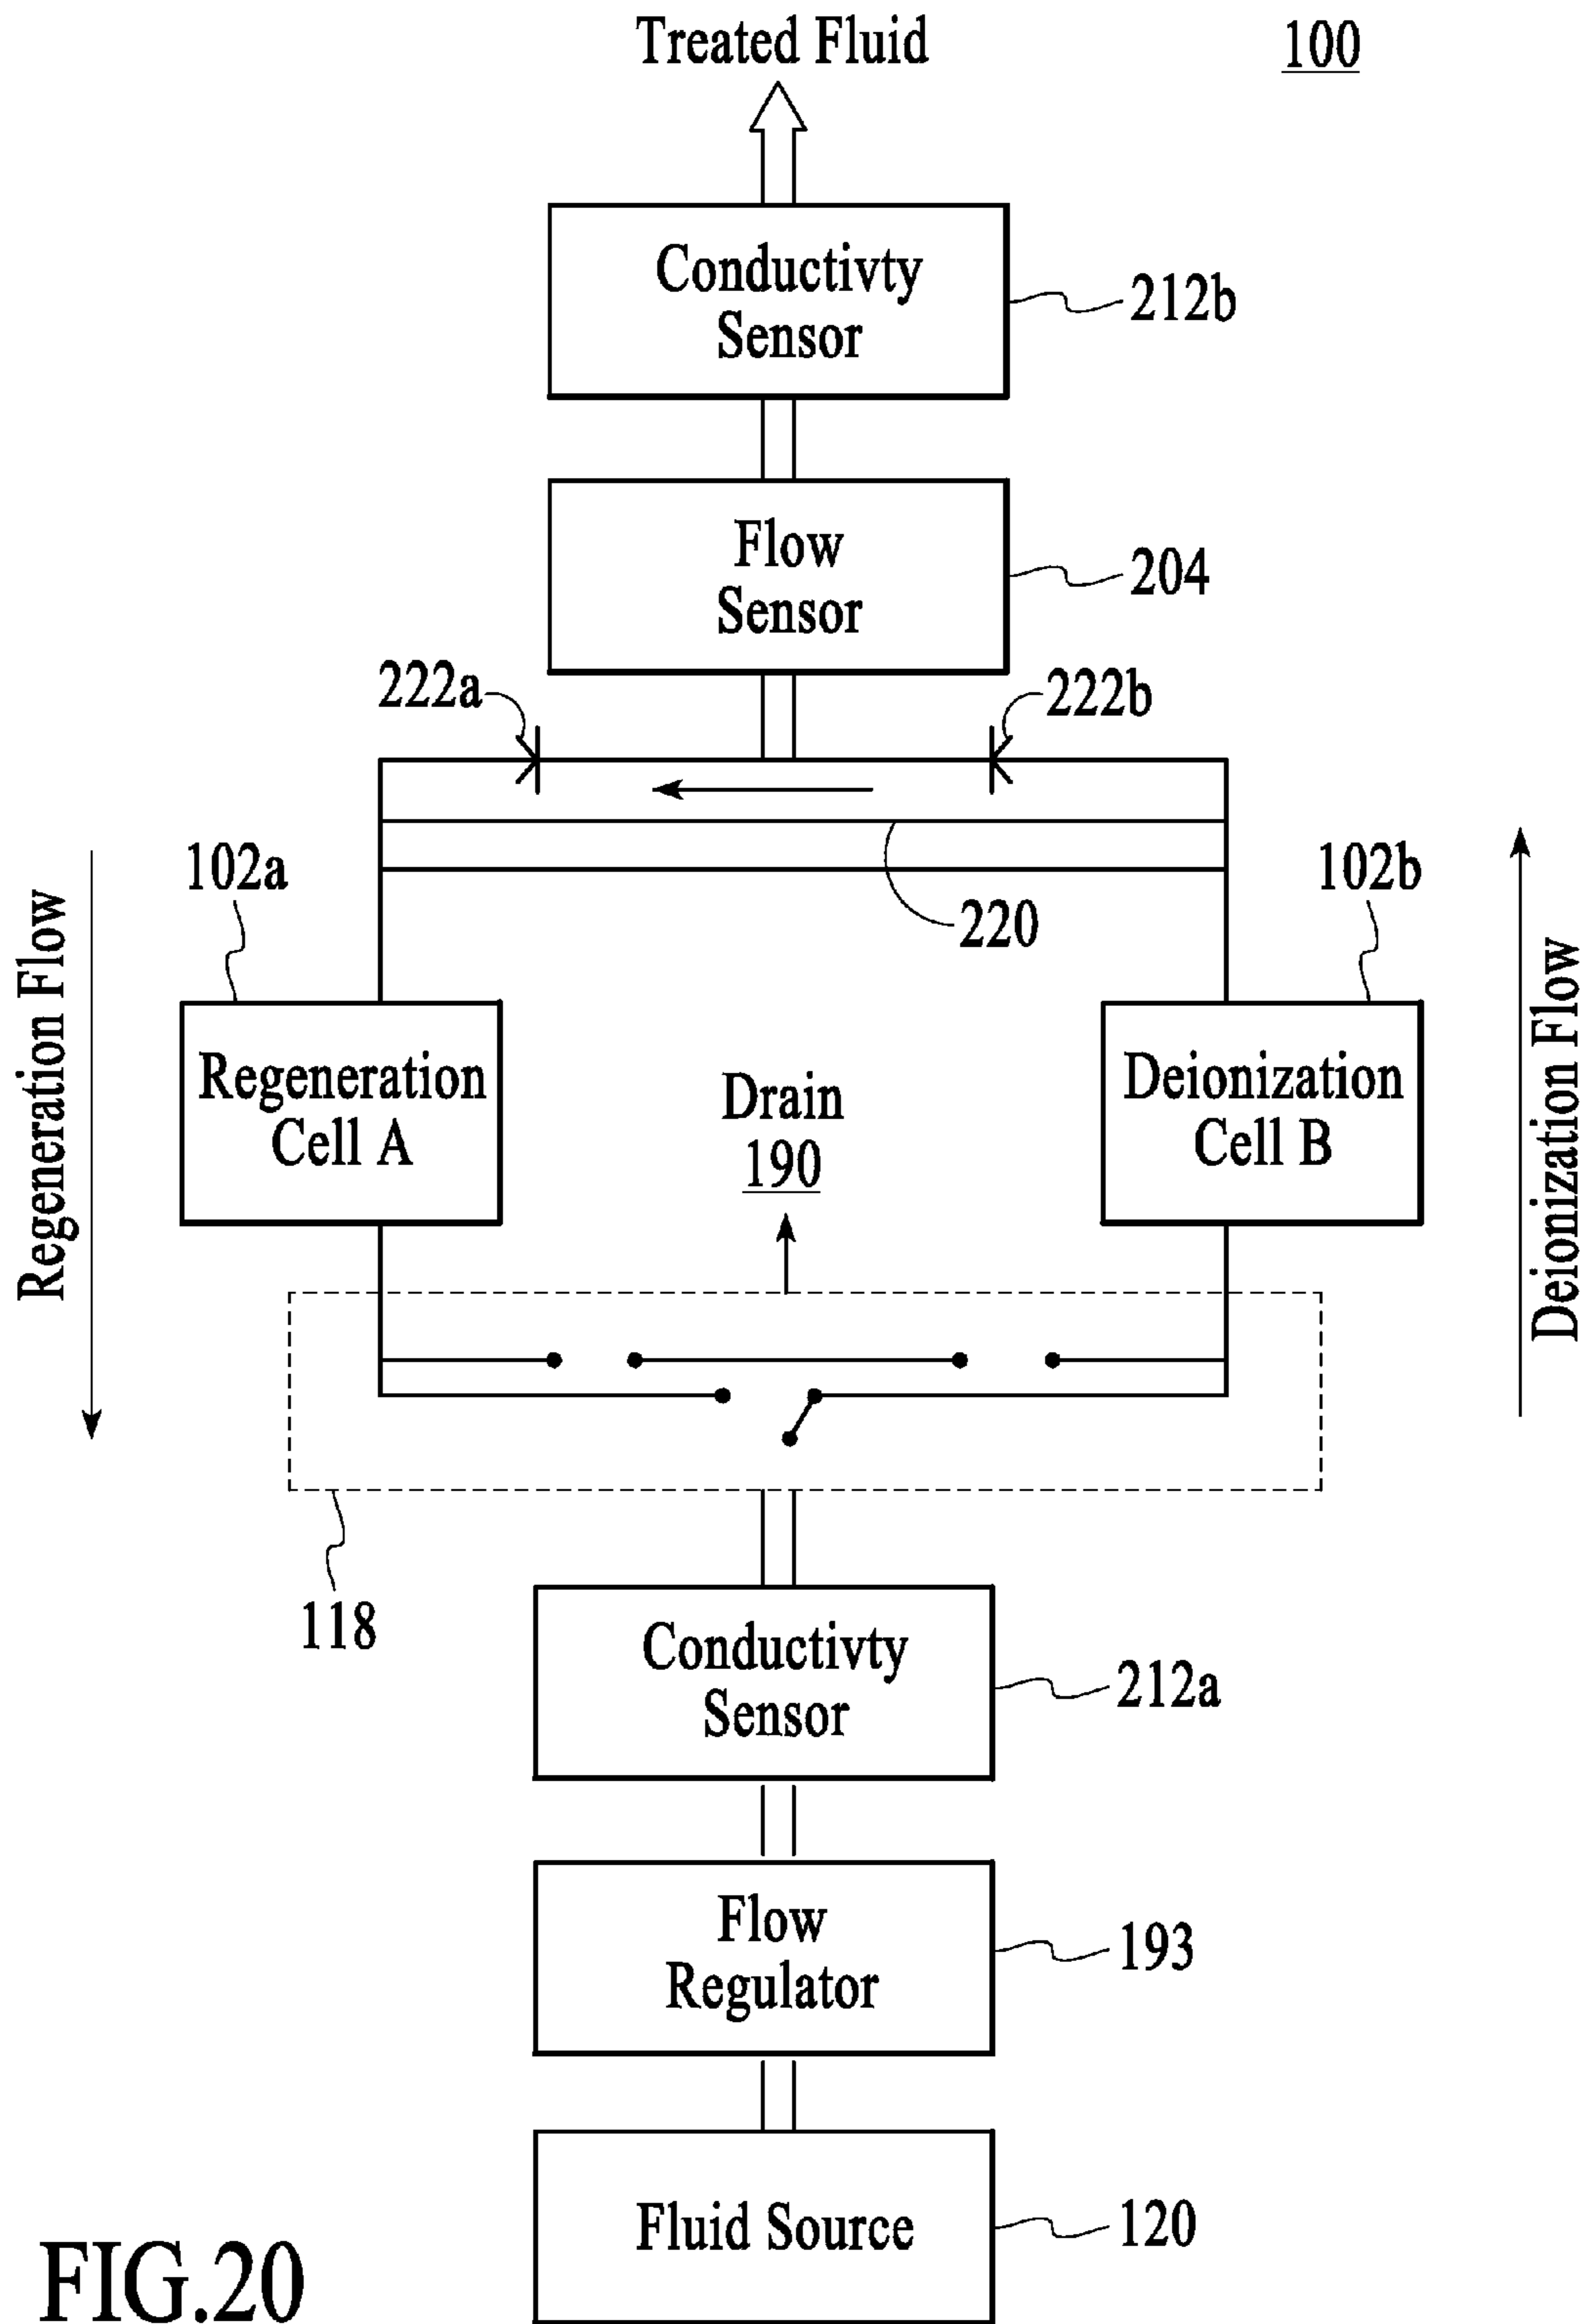 Treated Fluid
100
Conductivty
Sensor
212b
Flow
Sensor
204
222a
222b
102a
102b
220
Regeneration Flow
Deionization Flow
Regeneration
Cell A
Drain
190
Deionization
Cell B
118
Conductivty
Sensor
212a
Flow
Regulator
193
Fluid Source
120
FIG.20